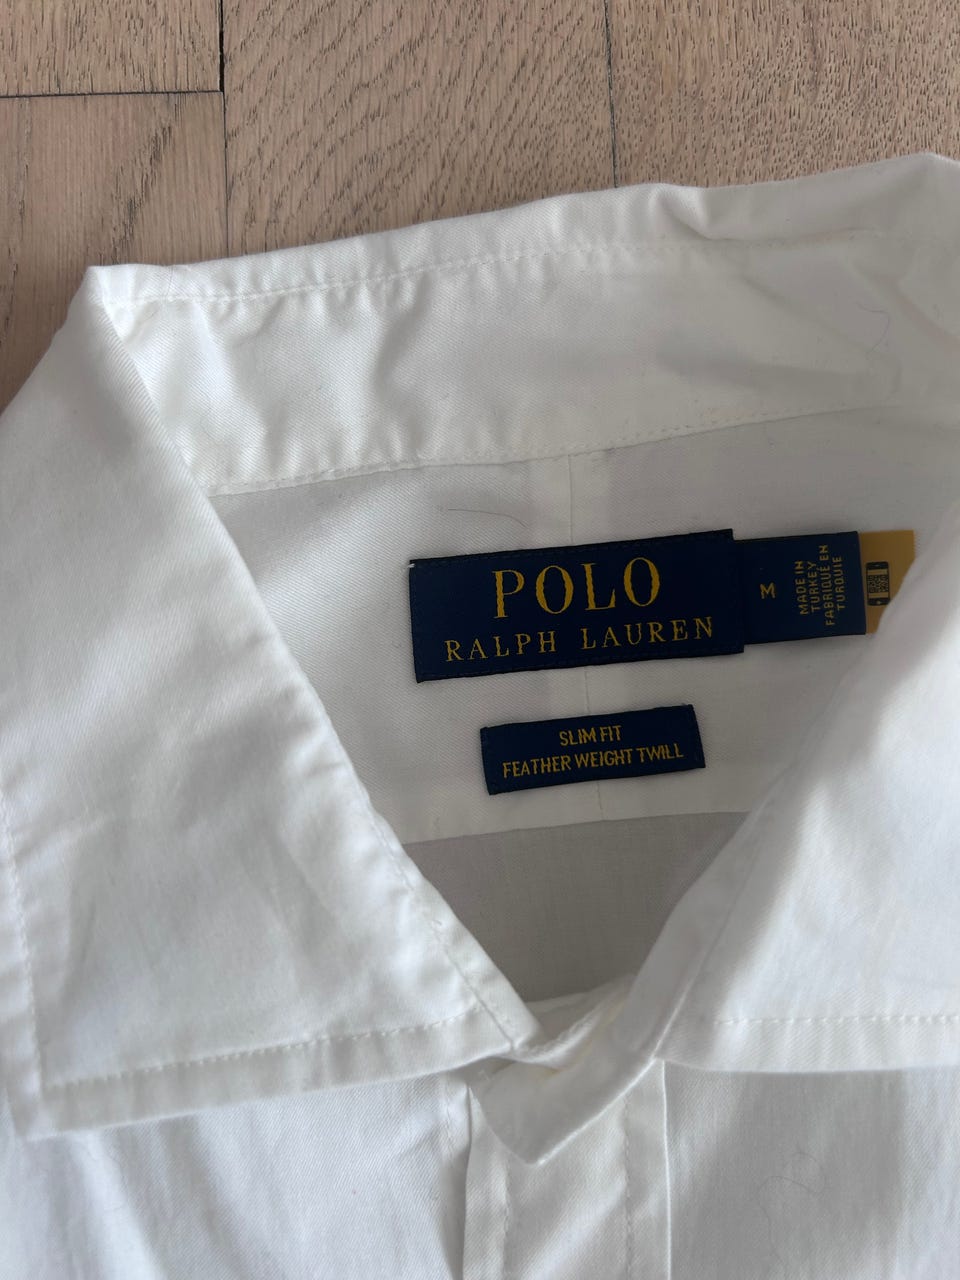 POLO
RALPH LAUREN
M
MADE IN
TURKEY
FABRIQUÉ EN
TURQUIE
SLIM FIT
FEATHER WEIGHT TWILL